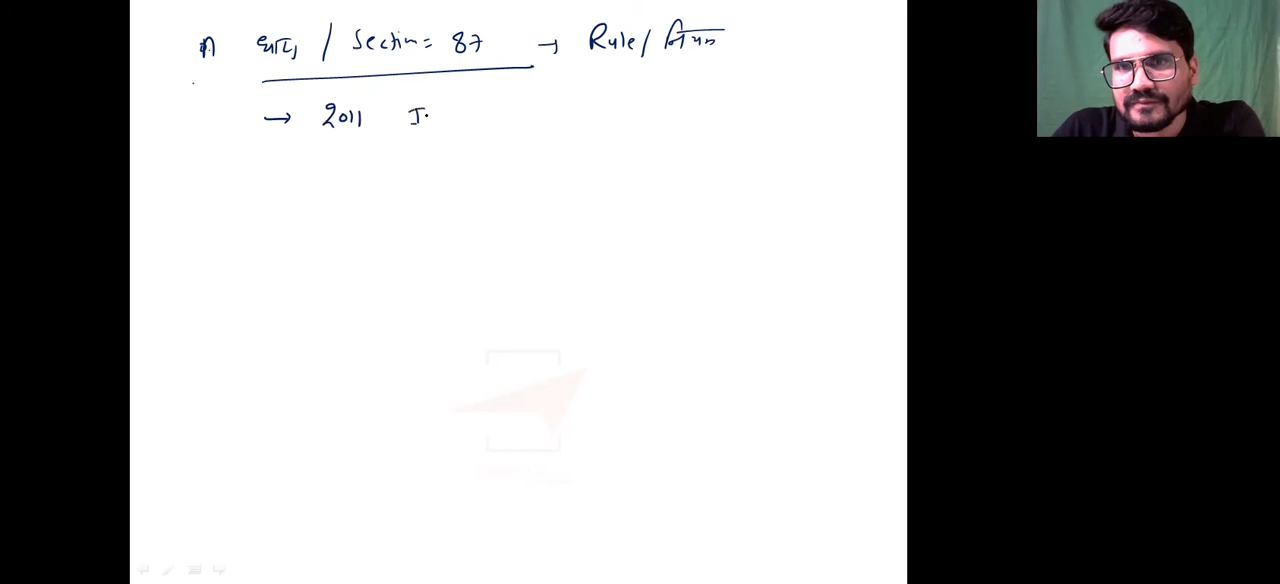 धारा / Section = 87 → Rule / नियम
→ 2011 I.